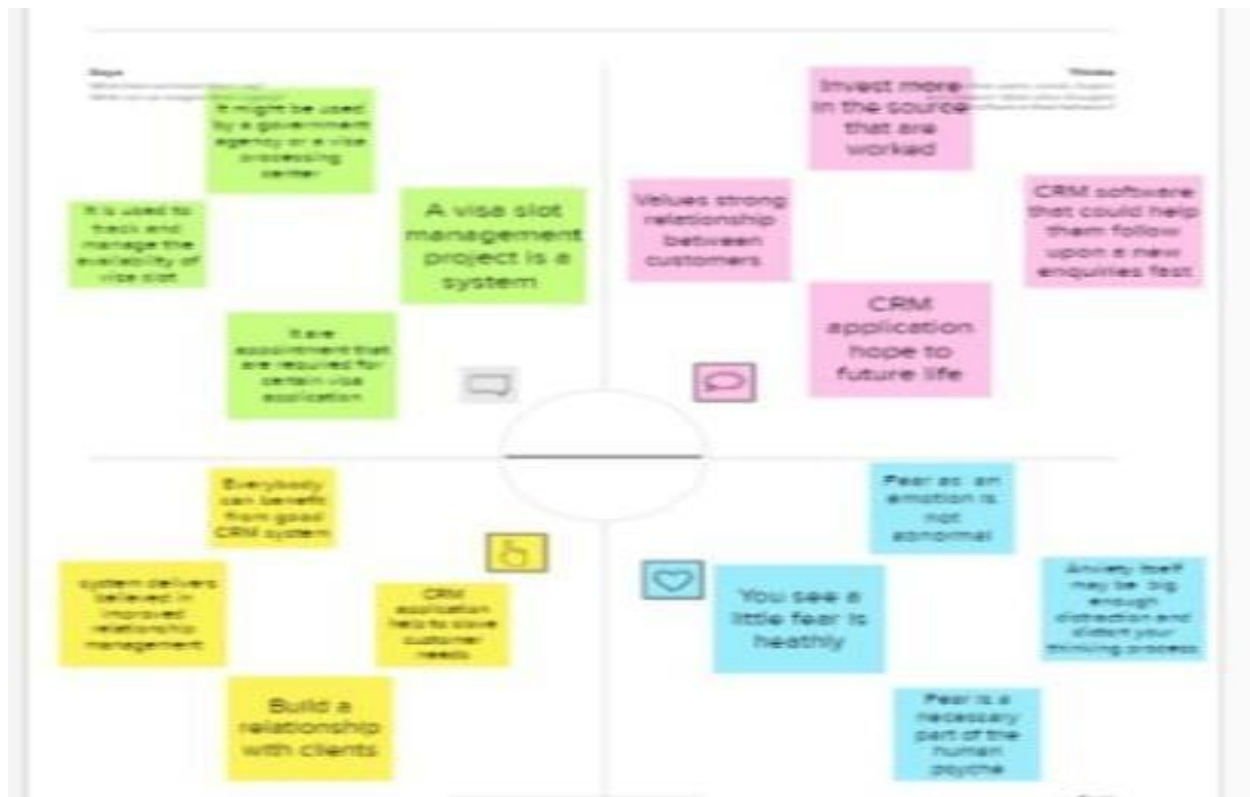 Says
Thinks
It might be used
by a government
agency or a visa
processing
center
It is used to
track and
manage the
availability of
visa slot
A visa slot
management
project is a
system
It are
appointment that
are required for
certain visa
application
Invest more
in the source
that are
worked
Values strong
relationship
between
customers
CRM software
that could help
them follow
upon a new
enquiries fast
CRM
application
hope to
future life
Everybody
can benefit
from good
CRM system
system delivers
believed in
improved
relationship
management
CRM
application
help to slove
customer
needs
Build a
relationship
with clients
Fear as an
emotion is
not
abnormal
You see a
little fear is
heathly
Anxiety itself
may be big
enough
distraction and
distort your
thinking process
Fear is a
necessary
part of the
human
psyche